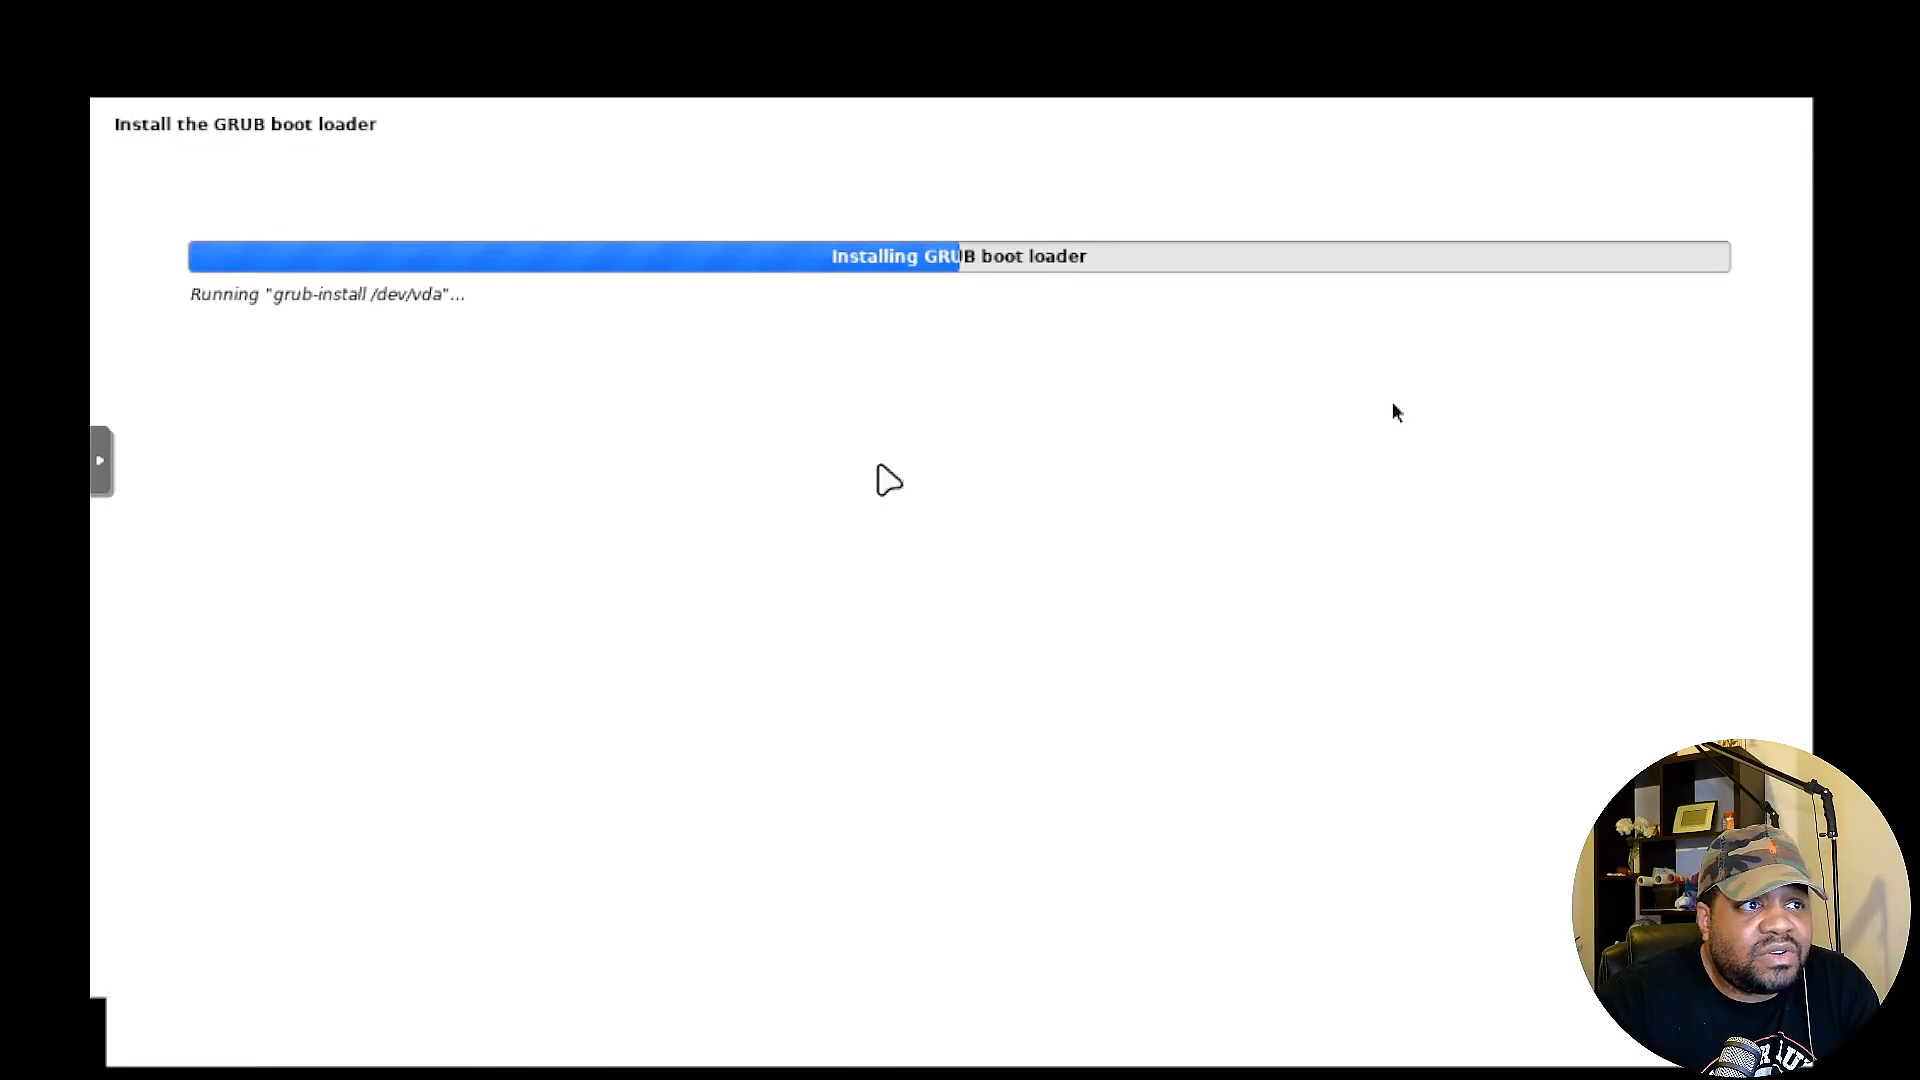 Install the GRUB boot loader
Installing GRUB boot loader
Running "grub-install /dev/vda"...